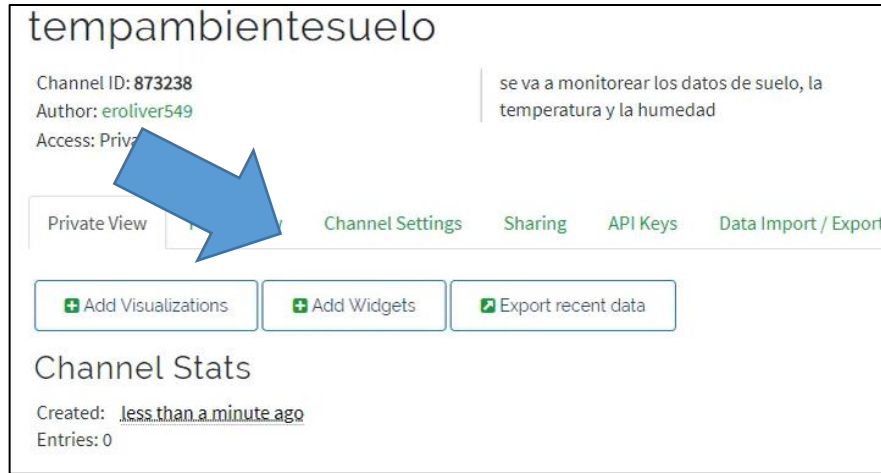 tempambientesuelo
Channel ID: 873238
Author: eroliver549
Access: 
se va a monitorear los datos de suelo, la
temperatura y la humedad
Private View Channel Settings Sharing API Keys Data Import / Export
Add Visualizations Add Widgets Export recent data
Channel Stats
Created: less than a minute ago
Entries: 0